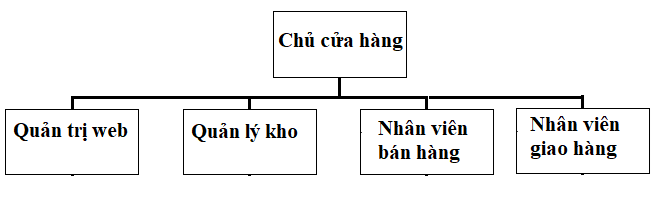 Chủ cửa hàng
Quản trị web
Quản lý kho
Nhân viên
bán hàng
Nhân viên
giao hàng